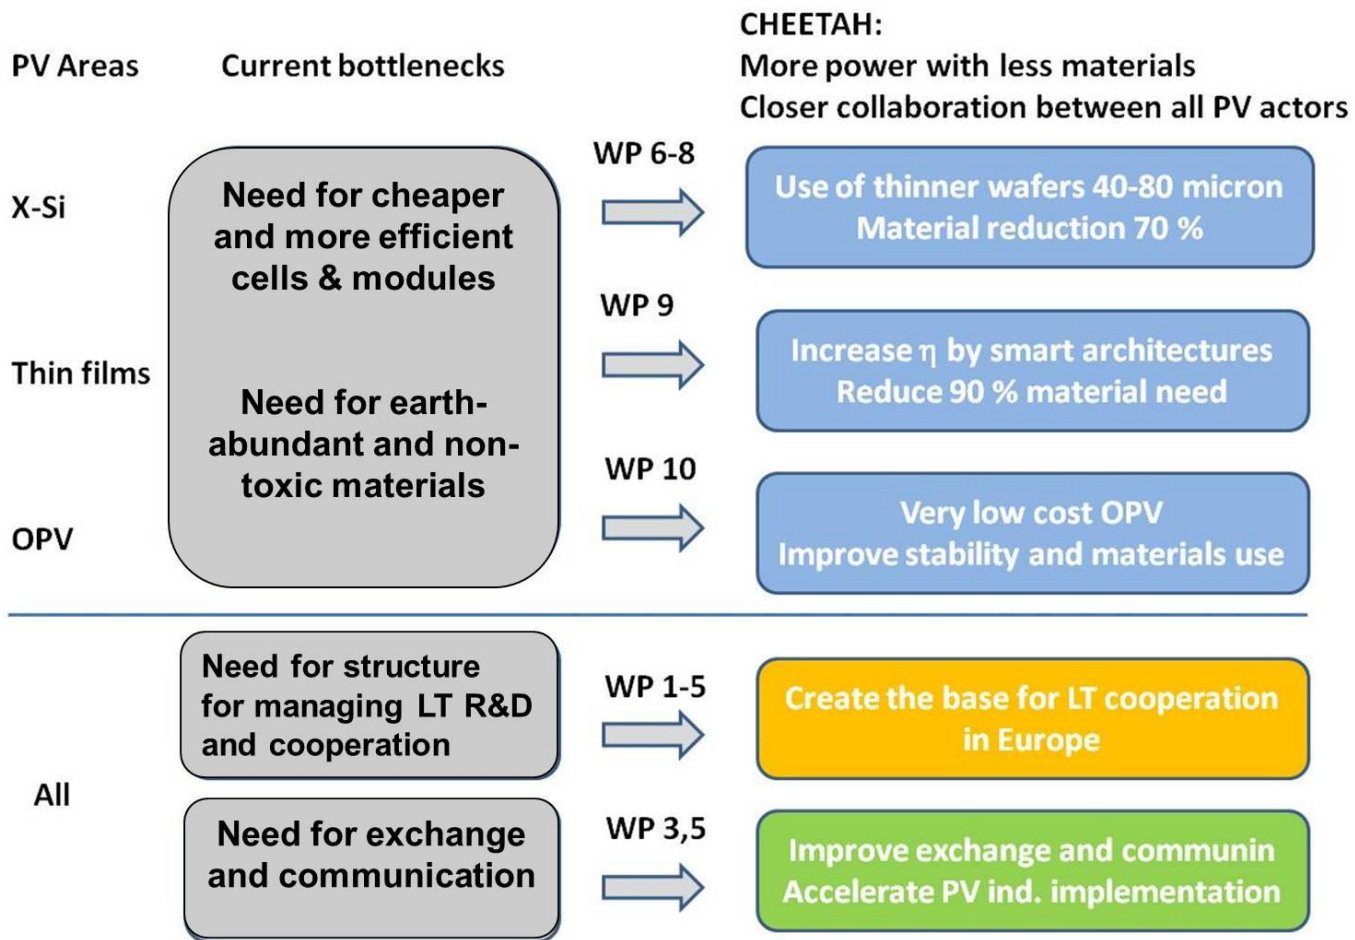 CHEETAH:
PV Areas
Current bottlenecks
More power with less materials
Closer collaboration between all PV actors
X-Si
Need for cheaper
and more efficient
cells & modules
WP 6-8
Use of thinner wafers 40-80 micron
Material reduction 70 %
Thin films
WP 9
Increase η by smart architectures
Reduce 90 % material need
Need for earth-
abundant and non-
toxic materials
OPV
WP 10
Very low cost OPV
Improve stability and materials use
All
Need for structure
for managing LT R&D
and cooperation
WP 1-5
Create the base for LT cooperation
in Europe
Need for exchange
and communication
WP 3,5
Improve exchange and communin
Accelerate PV ind. implementation